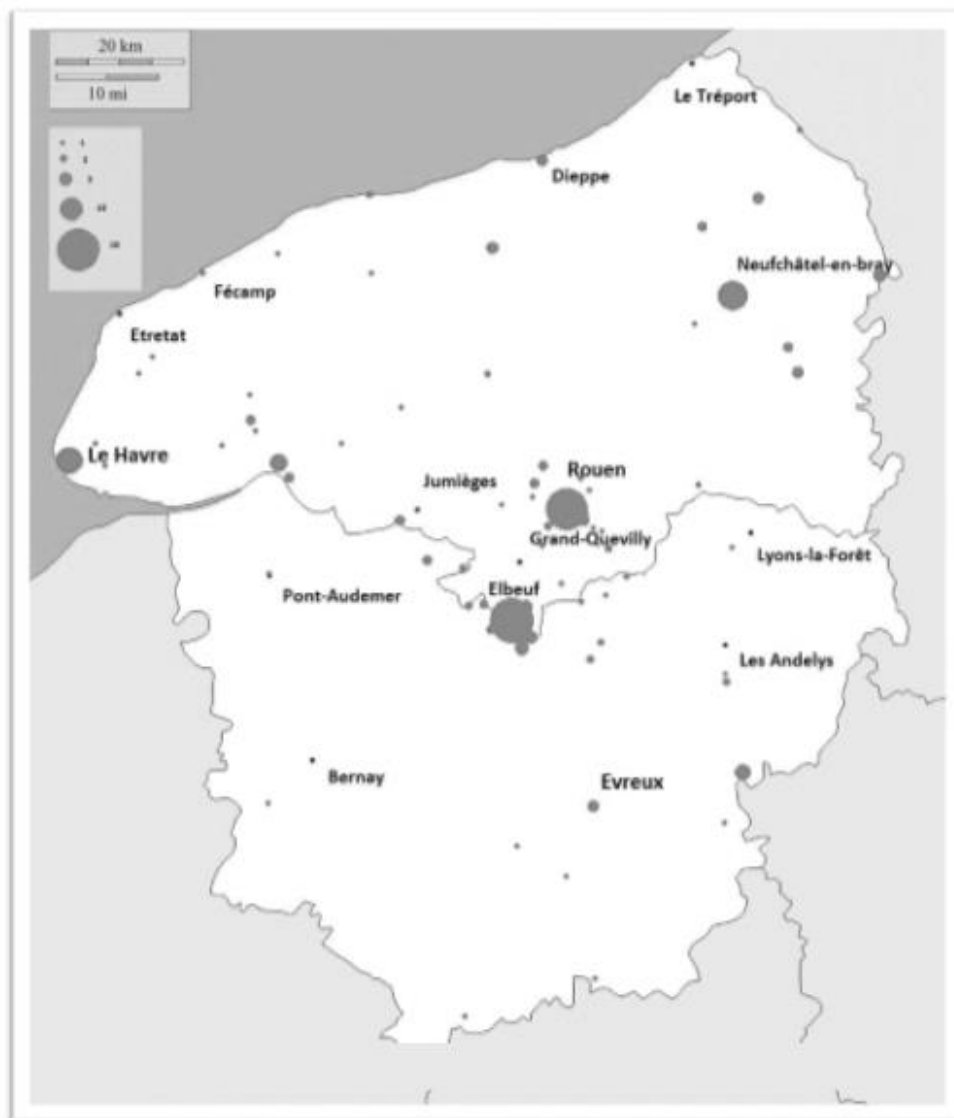 20 km
10 mi
1
Le Tréport
Dieppe
Neufchâtel-en-bray
Fécamp
Etretat
Le Havre
Jumièges
Rouen
Grand-Quevilly
Lyons-la-Forêt
Pont-Audemer
Elbeuf
Les Andelys
Bernay
Evreux